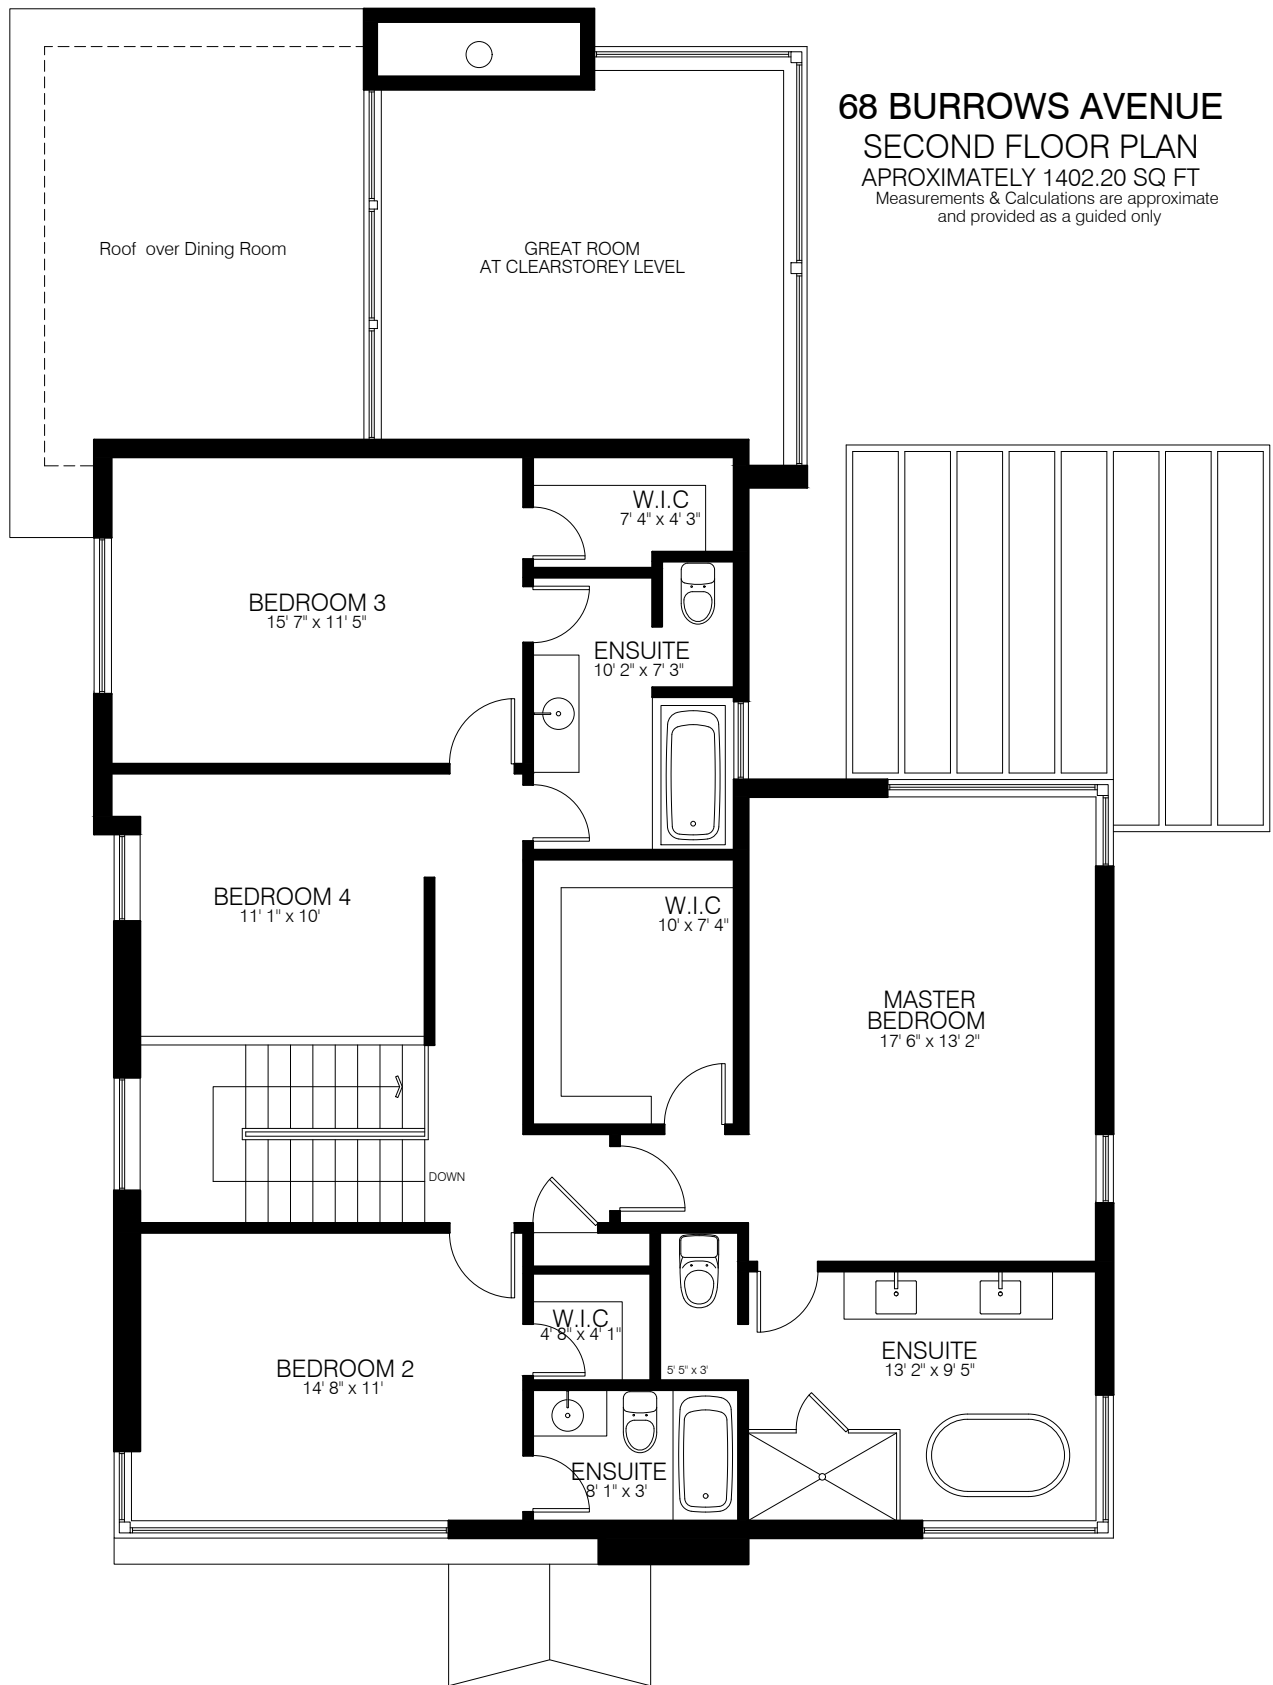 68 BURROWS AVENUE
SECOND FLOOR PLAN
APROXIMATELY 1402.20 SQ FT
Measurements & Calculations are approximate
and provided as a guided only
Roof over Dining Room
GREAT ROOM
AT CLEARSTOREY LEVEL
W.I.C
7' 4" x 4' 3"
BEDROOM 3
15' 7" x 11' 5"
ENSUITE
10' 2" x 7' 3"
BEDROOM 4
11' 1" x 10'
W.I.C
10' x 7' 4"
MASTER
BEDROOM
17' 6" x 13' 2"
DOWN
W.I.C
4' 8" x 4' 1"
BEDROOM 2
14' 8" x 11'
5' 5" x 3'
ENSUITE
13' 2" x 9' 5"
ENSUITE
8' 1" x 3'